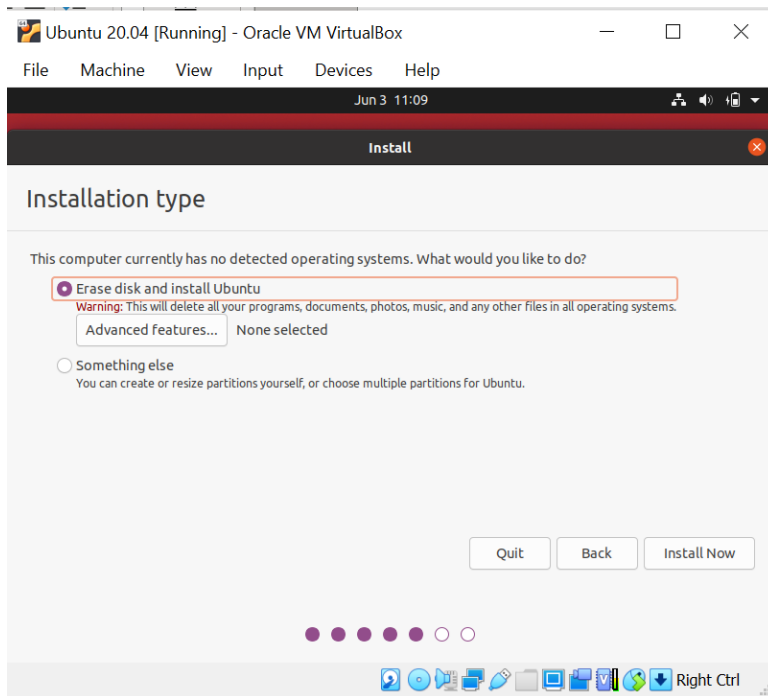 Ubuntu 20.04 [Running] - Oracle VM VirtualBox
File Machine View Input Devices Help
Jun 3 11:09
Install
Installation type
This computer currently has no detected operating systems. What would you like to do?
Erase disk and install Ubuntu
Warning: This will delete all your programs, documents, photos, music, and any other files in all operating systems.
Advanced features... None selected
Something else
You can create or resize partitions yourself, or choose multiple partitions for Ubuntu.
Quit Back Install Now
Right Ctrl